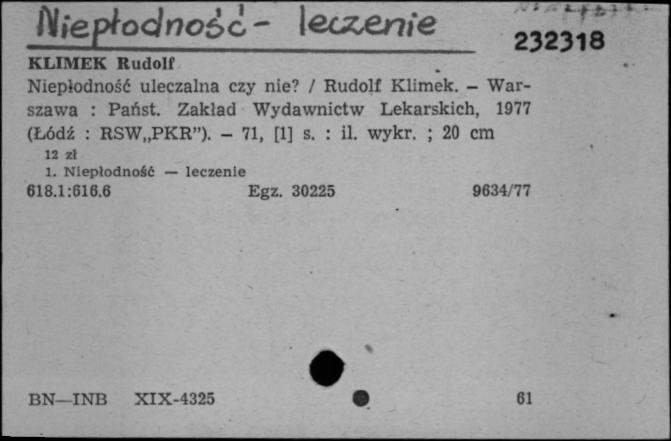 Niepłodność - leczenie
232318
KLIMEK Rudolf
Niepłodność uleczalna czy nie? / Rudolf Klimek. – War-
szawa : Państ. Zakład Wydawnictw Lekarskich, 1977
(Łódź : RSW„PKR”). – 71, [1] s. : il. wykr. ; 20 cm
12 zł
1. Niepłodność — leczenie
618.1:616.6 Egz. 30225 9634/77
BN—INB XIX-4325 61